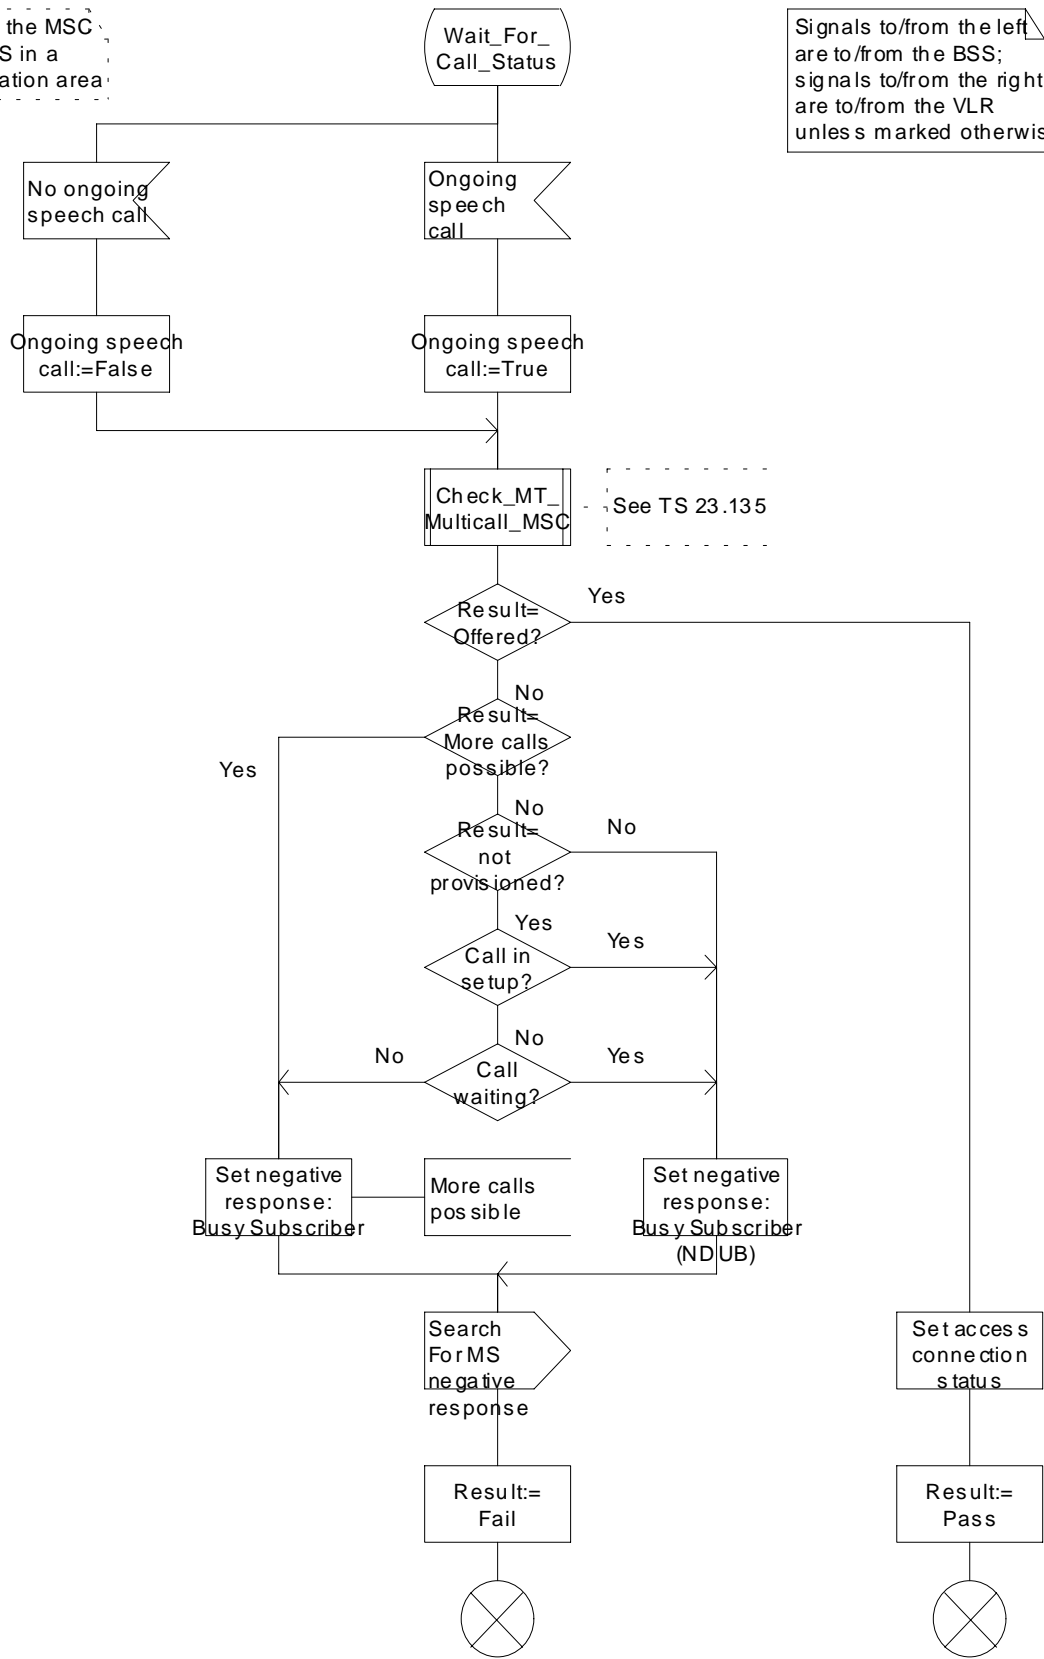 the MSC
S in a
ation area
Wait_For_
Call_Status
Signals to/from the left
are to/from the BSS;
signals to/from the right
are to/from the VLR
unless marked otherwis
No ongoing
speech call
Ongoing
speech
call
Ongoing speech
call:=False
Ongoing speech
call:=True
Check_MT_
Multicall_MSC
See TS 23.135
Result=
Offered?
Yes
No
Result=
More calls
possible?
Yes
No
Result=
not
provisioned?
No
Yes
Call in
setup?
Yes
No
Call
waiting?
No
Yes
Set negative
response:
Busy Subscriber
More calls
possible
Set negative
response:
Busy Subscriber
(NDUB)
Search
For MS
negative
response
Set access
connection
status
Result:=
Fail
Result:=
Pass